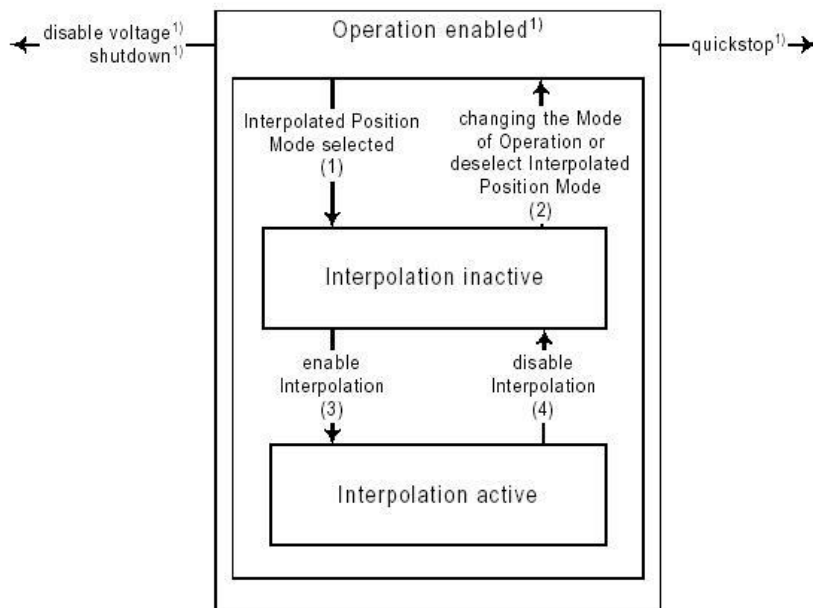 disable voltage¹⁾
shutdown¹⁾
Operation enabled¹⁾
quickstop¹⁾
Interpolated Position
Mode selected
(1)
changing the Mode
of Operation or
deselect Interpolated
Position Mode
(2)
Interpolation inactive
enable
Interpolation
(3)
disable
Interpolation
(4)
Interpolation active